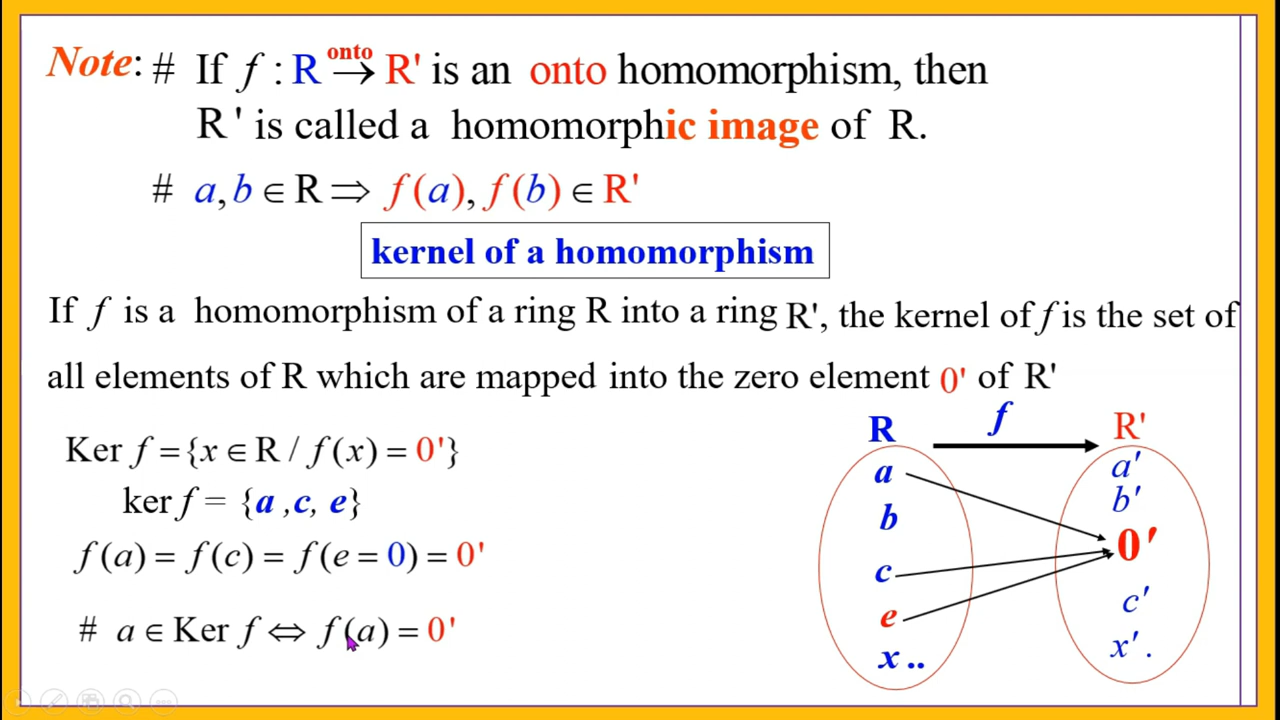 Note: # If f : R onto→ R' is an onto homomorphism, then
R' is called a homomorphic image of R.
# a, b ∈ R ⇒ f(a), f(b) ∈ R'
kernel of a homomorphism
If f is a homomorphism of a ring R into a ring R', the kernel of f is the set of
all elements of R which are mapped into the zero element 0' of R'
Ker f = {x ∈ R / f(x) = 0'}
ker f = {a ,c, e}
f(a) = f(c) = f(e = 0) = 0'
# a ∈ Ker f ⇔ f(a) = 0'
f
R
a
b
c
e
x ..
R'
a'
b'
0'
c'
x' .